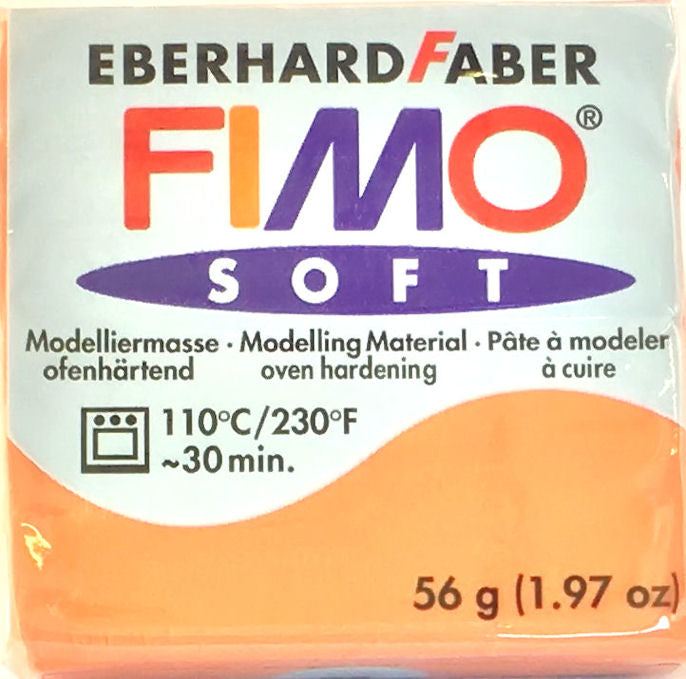 EBERHARDFABER
FIMO®
SOFT
Modelliermasse · Modelling Material · Pâte à modeler
ofenhärtend oven hardening à cuire
110°C/230°F
~30 min.
56 g (1.97 oz)